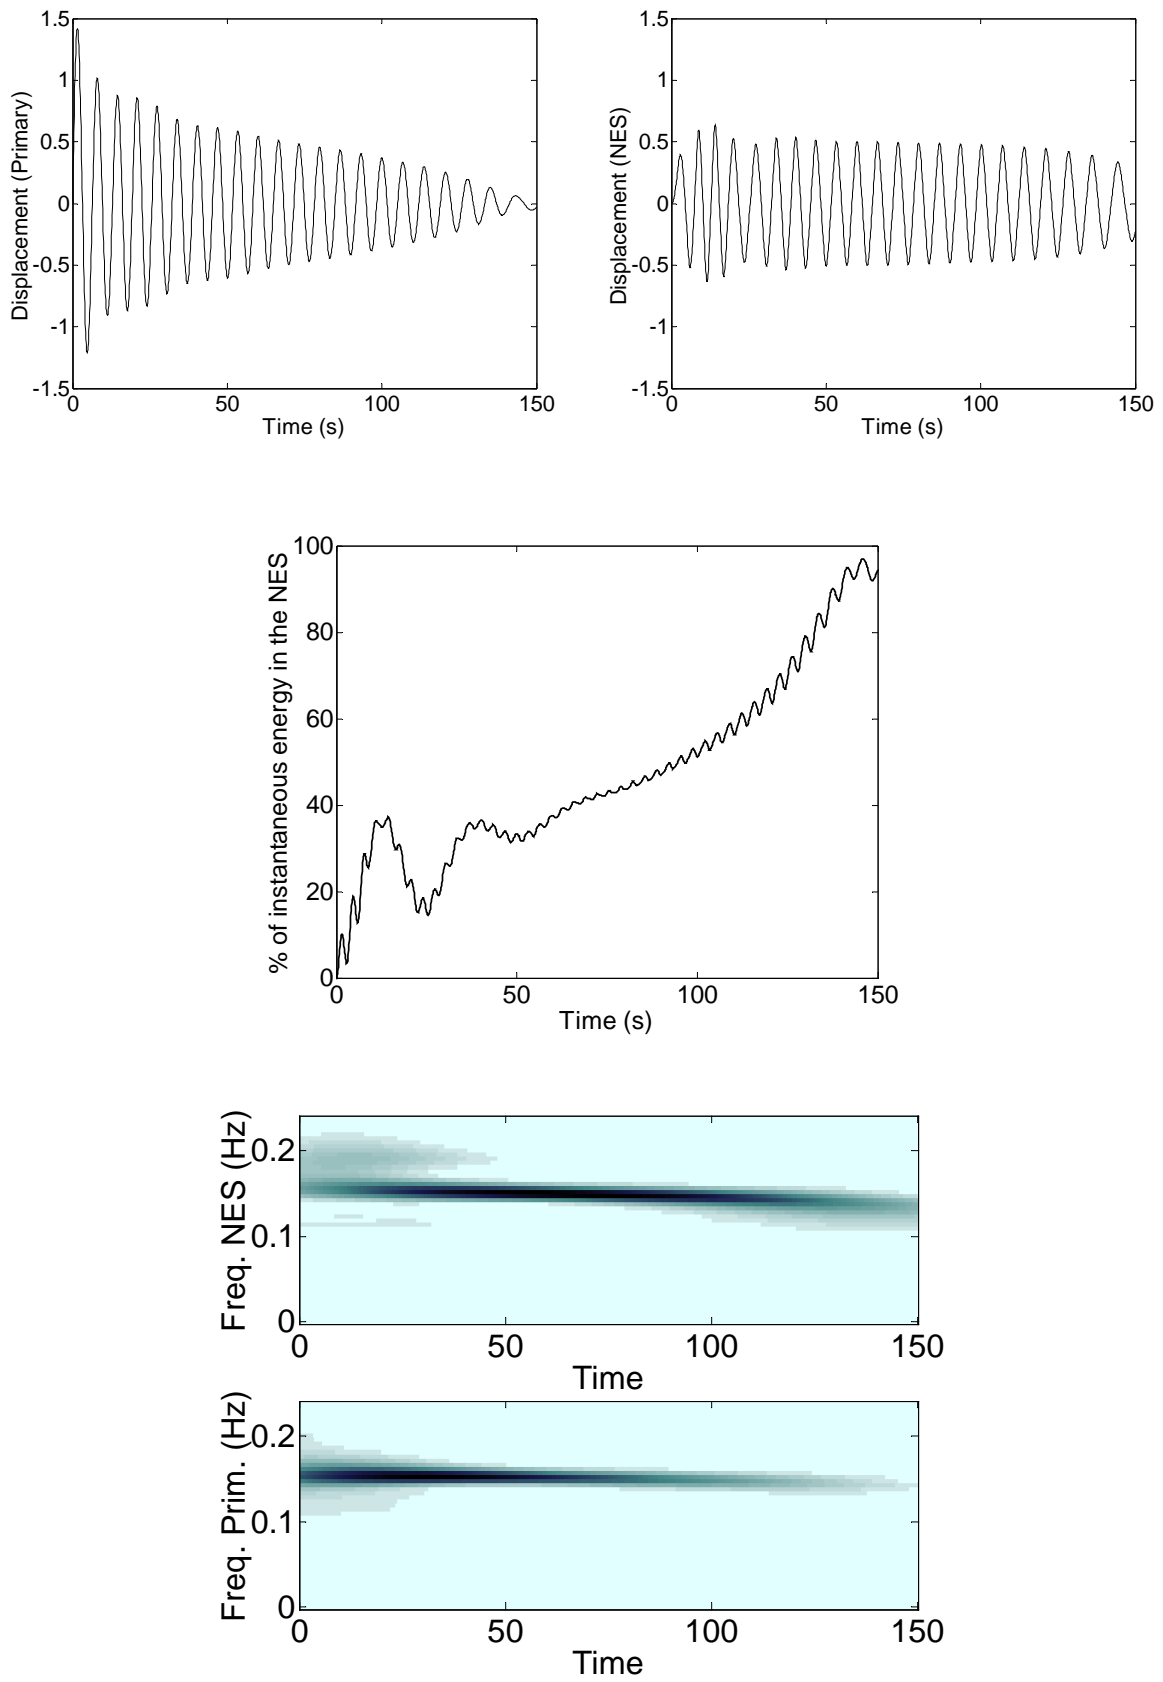 1.5
1
0.5
0
-0.5
-1
-1.5
Displacement (Primary)
0 50 100 150
Time (s)
1.5
1
0.5
0
-0.5
-1
-1.5
Displacement (NES)
0 50 100 150
Time (s)
100
80
60
40
20
0
% of instantaneous energy in the NES
0 50 100 150
Time (s)
0.2
0.1
0
Freq. NES (Hz)
0 50 100 150
Time
0.2
0.1
0
Freq. Prim. (Hz)
0 50 100 150
Time